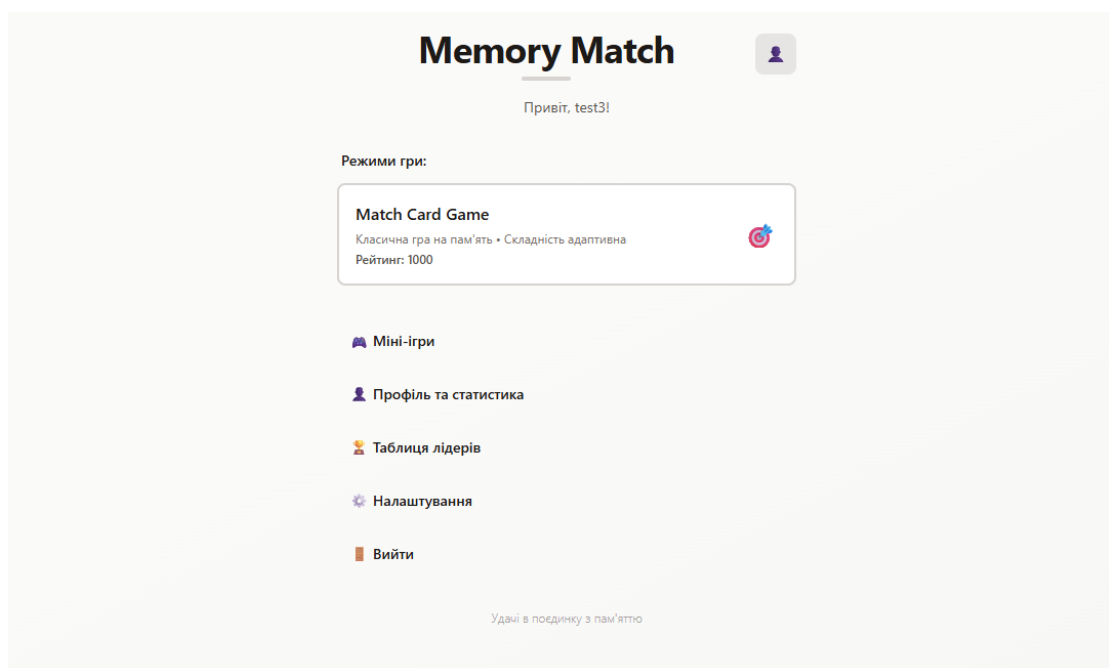 Memory Match
Привіт, test3!
Режими гри:
Match Card Game
Класична гра на пам'ять • Складність адаптивна
Рейтинг: 1000
Міні-ігри
Профіль та статистика
Таблиця лідерів
Налаштування
Вийти
Удачі в поєдинку з пам'яттю